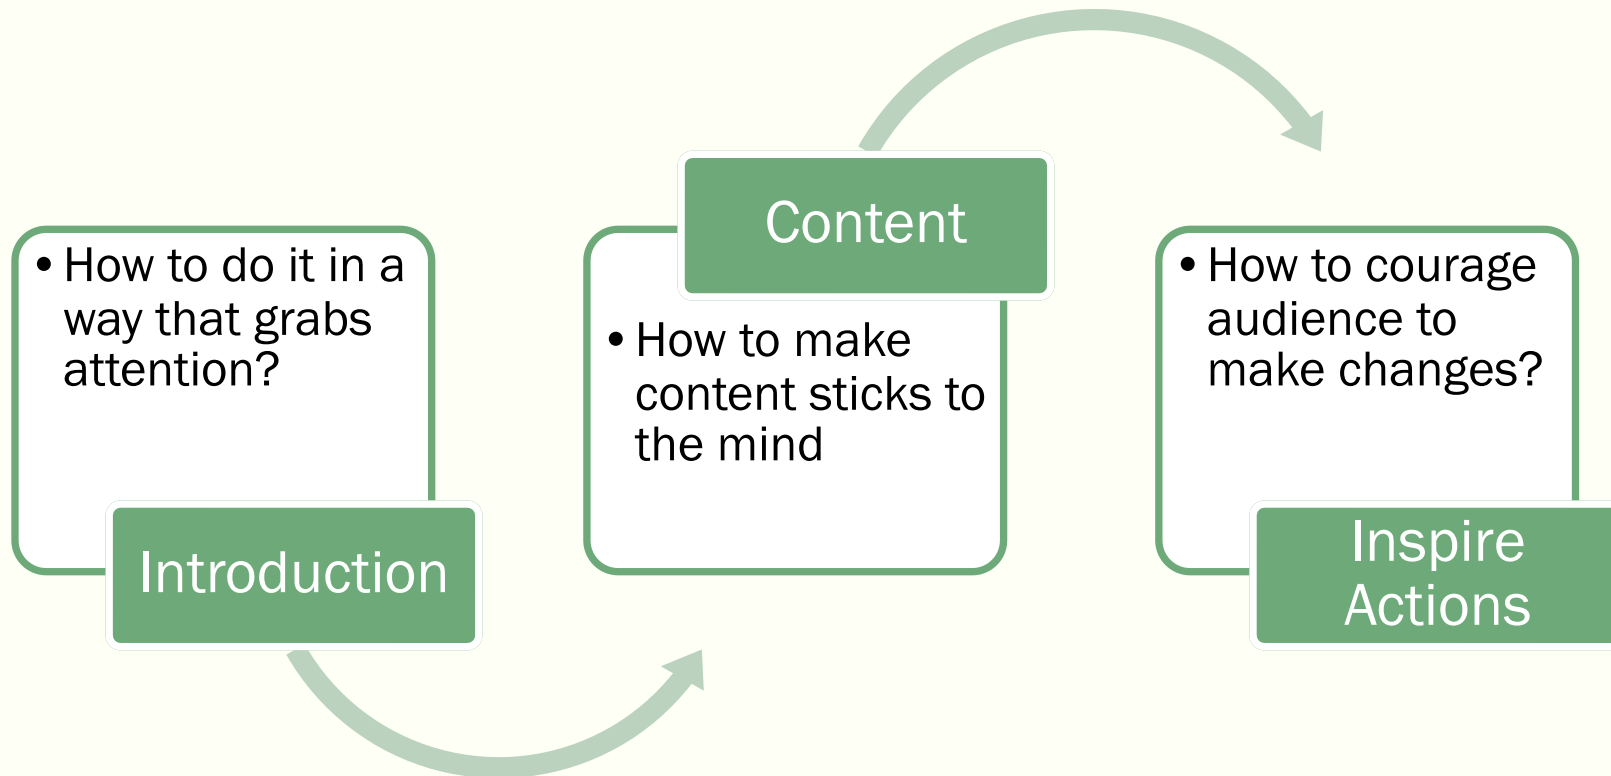 • How to do it in a
way that grabs
attention?
Introduction
Content
• How to make
content sticks to
the mind
• How to courage
audience to
make changes?
Inspire
Actions